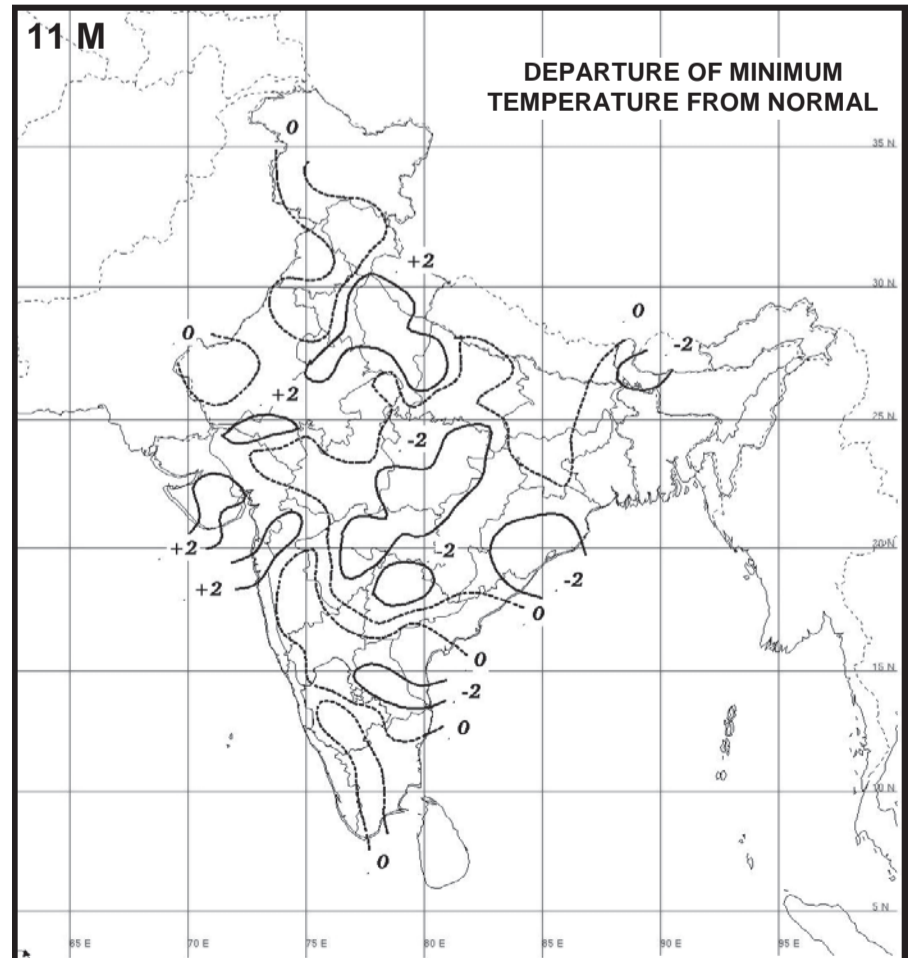 11 M
DEPARTURE OF MINIMUM
TEMPERATURE FROM NORMAL
0
35 N
+2
30 N
0
0
-2
+2
25 N
-2
+2
-2
20 N
+2
-2
0
0
15 N
-2
0
10 N
0
5 N
65 E
70 E
75 E
80 E
85 E
90 E
95 E